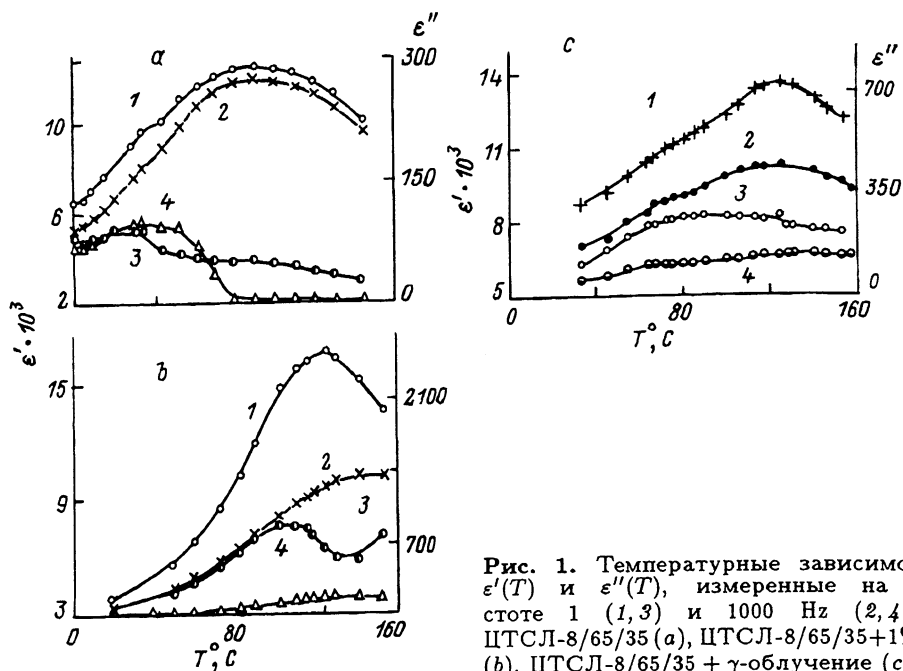 ε″
a
300
1
2
10
150
4
6
3
2
0
ε'·10³
b
15
1
2100
2
9
3
4
700
3
0
80
160
T°, C
c
ε″
14
1
700
11
2
350
ε'·10³
8
3
4
5
0
0
80
160
T°, C
Рис. 1. Температурные
ε'(T) и ε″(T), измеренные на
стоте 1 (1,3) и 1000 Hz (2,4
ЦТСЛ-8/65/35 (a), ЦТСЛ-8/65/35+1
(b), ЦТСЛ-8/65/35 + γ-облучение (c